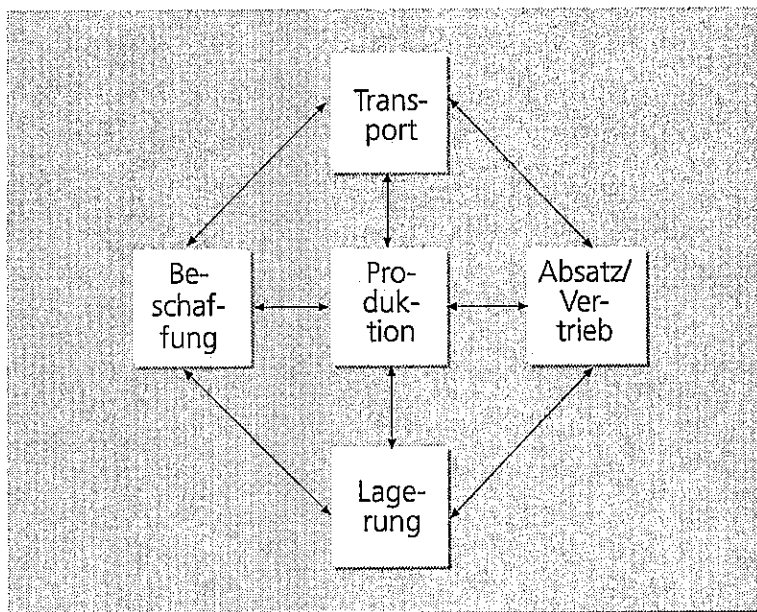 Trans-
port
Be-
schaf-
fung
Pro-
duk-
tion
Absatz/
Ver-
trieb
Lage-
rung